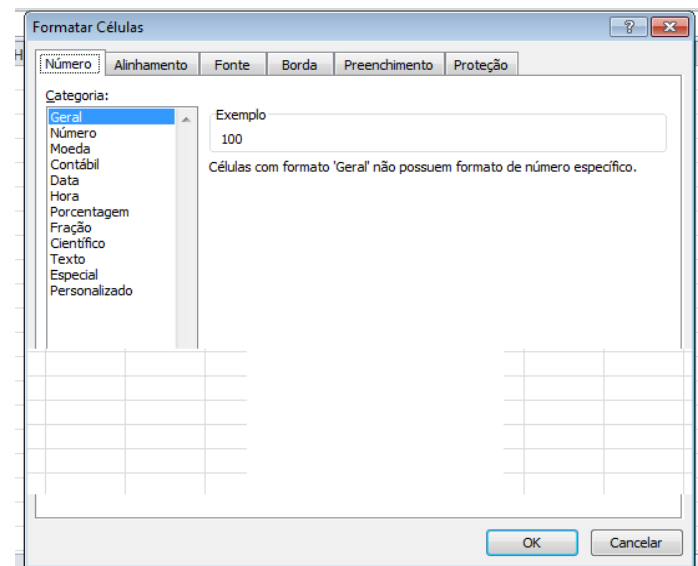 Formatar Células
H
Número Alinhamento Fonte Borda Preenchimento Proteção
Categoria:
Geral
Número
Moeda
Contábil
Data
Hora
Porcentagem
Fração
Científico
Texto
Especial
Personalizado
Exemplo
100
Células com formato 'Geral' não possuem formato de número específico.
OK Cancelar